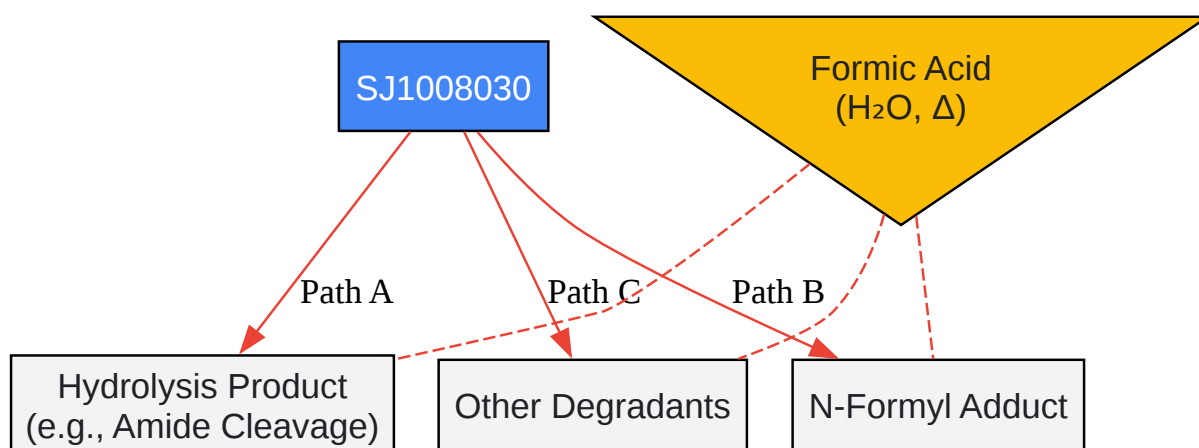 SJ1008030
Formic Acid
(H₂O, Δ)
Path A
Path C
Path B
Hydrolysis Product
(e.g., Amide Cleavage)
Other Degradants
N-Formyl Adduct